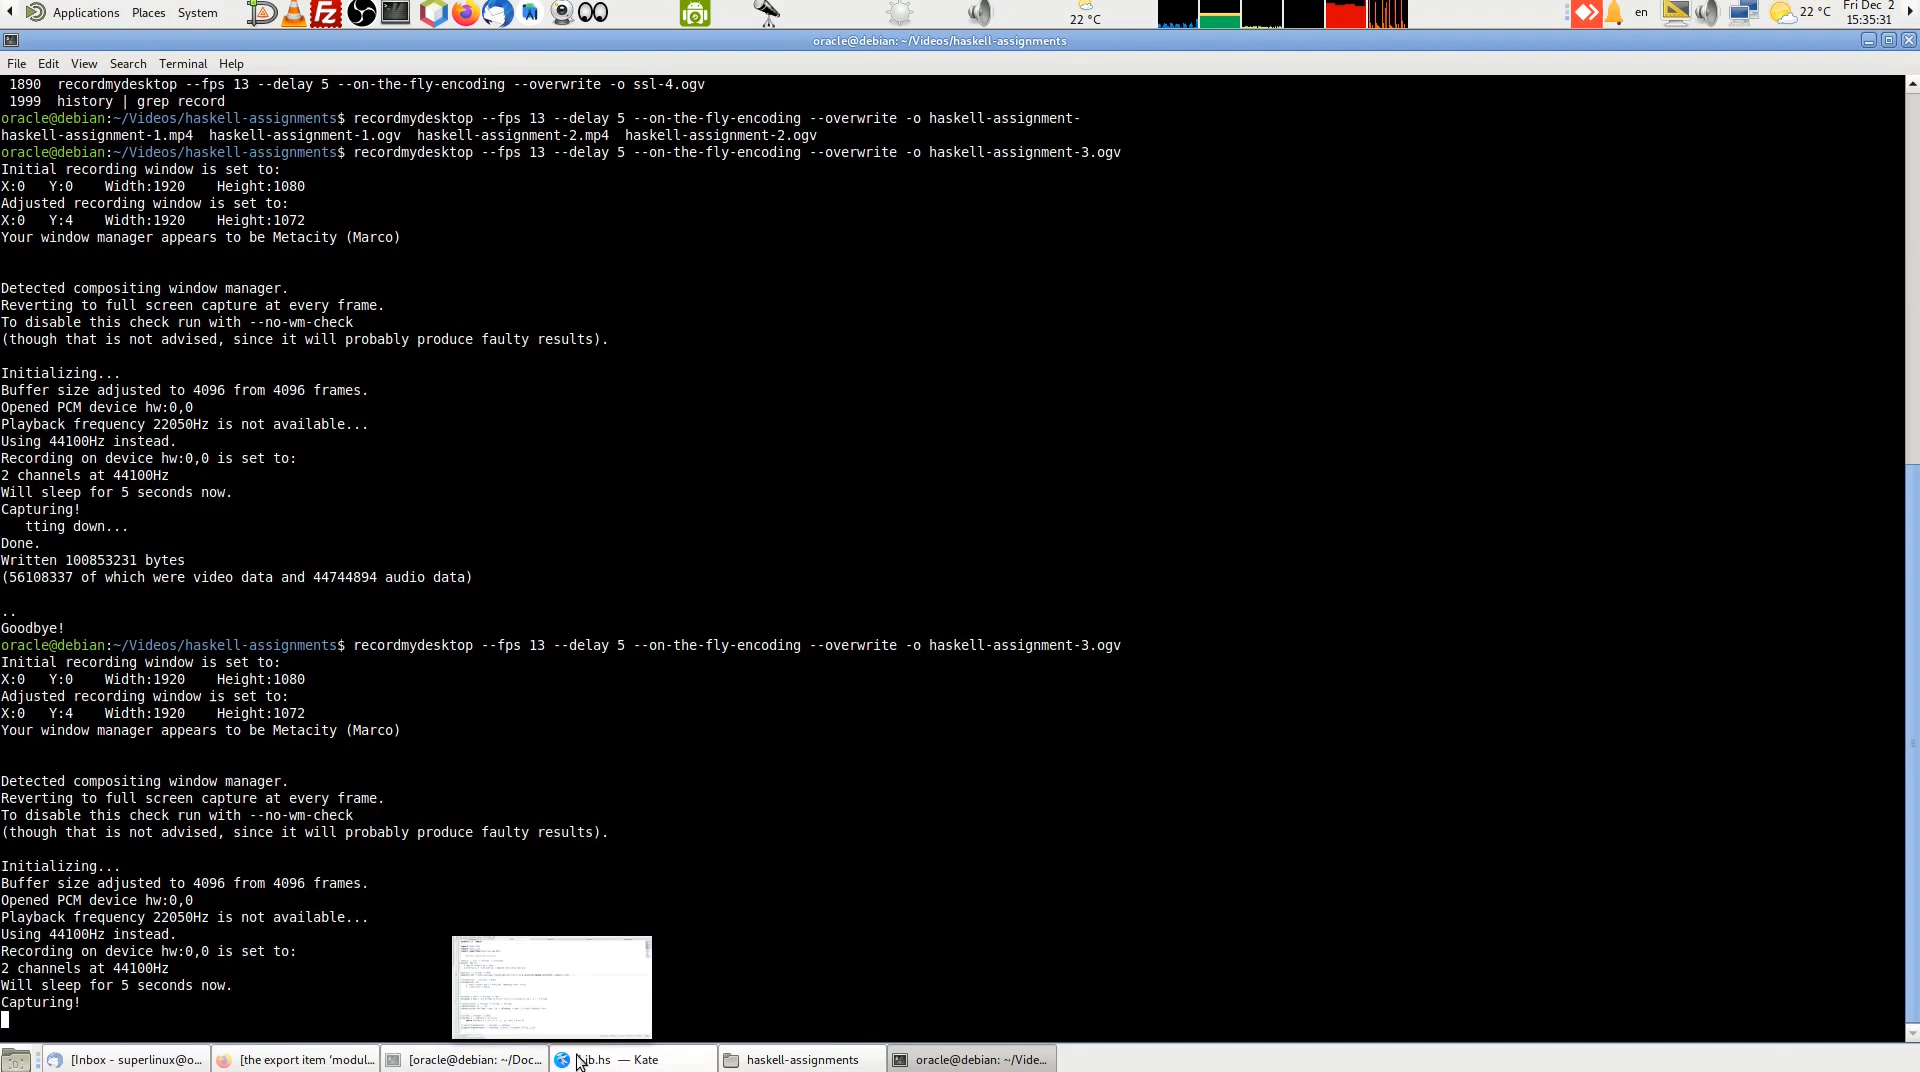 Applications Places System
22 °C
en
22 °C
Fri Dec 2
15:35:31
oracle@debian: ~/Videos/haskell-assignments
File Edit View Search Terminal Help
1890 recordmydesktop --fps 13 --delay 5 --on-the-fly-encoding --overwrite -o ssl-4.ogv
1999 history | grep record
oracle@debian:~/Videos/haskell-assignments$ recordmydesktop --fps 13 --delay 5 --on-the-fly-encoding --overwrite -o haskell-assignment-
haskell-assignment-1.mp4 haskell-assignment-1.ogv haskell-assignment-2.mp4 haskell-assignment-2.ogv
oracle@debian:~/Videos/haskell-assignments$ recordmydesktop --fps 13 --delay 5 --on-the-fly-encoding --overwrite -o haskell-assignment-3.ogv
Initial recording window is set to:
X:0 Y:0 Width:1920 Height:1080
Adjusted recording window is set to:
X:0 Y:4 Width:1920 Height:1072
Your window manager appears to be Metacity (Marco)
Detected compositing window manager.
Reverting to full screen capture at every frame.
To disable this check run with --no-wm-check
(though that is not advised, since it will probably produce faulty results).
Initializing...
Buffer size adjusted to 4096 from 4096 frames.
Opened PCM device hw:0,0
Playback frequency 22050Hz is not available...
Using 44100Hz instead.
Recording on device hw:0,0 is set to:
2 channels at 44100Hz
Will sleep for 5 seconds now.
Capturing!
tting down...
Done.
Written 100853231 bytes
(56108337 of which were video data and 44744894 audio data)
..
Goodbye!
oracle@debian:~/Videos/haskell-assignments$ recordmydesktop --fps 13 --delay 5 --on-the-fly-encoding --overwrite -o haskell-assignment-3.ogv
Initial recording window is set to:
X:0 Y:0 Width:1920 Height:1080
Adjusted recording window is set to:
X:0 Y:4 Width:1920 Height:1072
Your window manager appears to be Metacity (Marco)
Detected compositing window manager.
Reverting to full screen capture at every frame.
To disable this check run with --no-wm-check
(though that is not advised, since it will probably produce faulty results).
Initializing...
Buffer size adjusted to 4096 from 4096 frames.
Opened PCM device hw:0,0
Playback frequency 22050Hz is not available...
Using 44100Hz instead.
Recording on device hw:0,0 is set to:
2 channels at 44100Hz
Will sleep for 5 seconds now.
Capturing!
[Inbox - superlinux@o... [the export item ‘modul... [oracle@debian: ~/Doc... ib.hs — Kate haskell-assignments oracle@debian: ~/Vide...